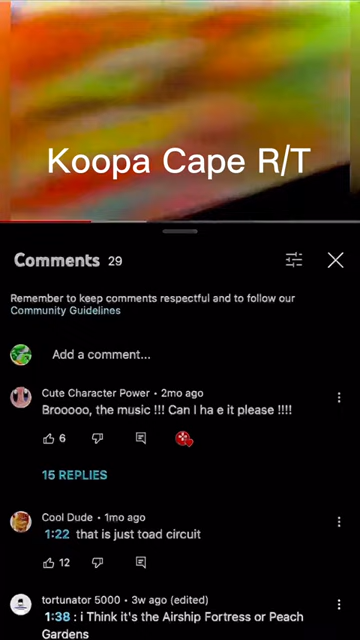 Koopa Cape R/T
Comments 29
Remember to keep comments respectful and to follow our
Community Guidelines
Add a comment...
Cute Character Power • 2mo ago
Brooooo, the music !!! Can I ha e it please !!!!
6
15 REPLIES
Cool Dude • 1mo ago
1:22 that is just toad circuit
12
tortunator 5000 • 3w ago (edited)
1:38 : i Think it's the Airship Fortress or Peach
Gardens